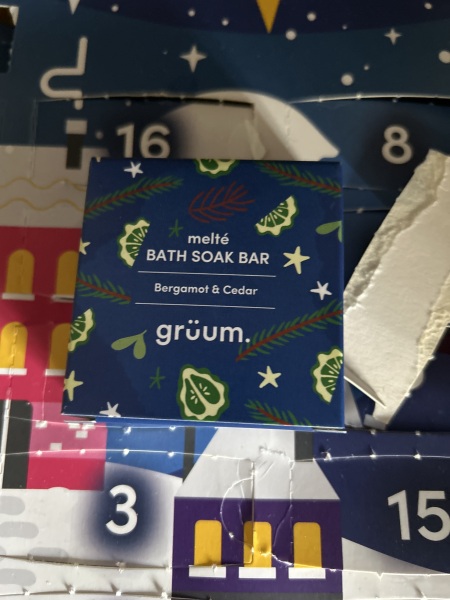 16
8
melté
BATH SOAK BAR
Bergamot & Cedar
grüum.
3
15